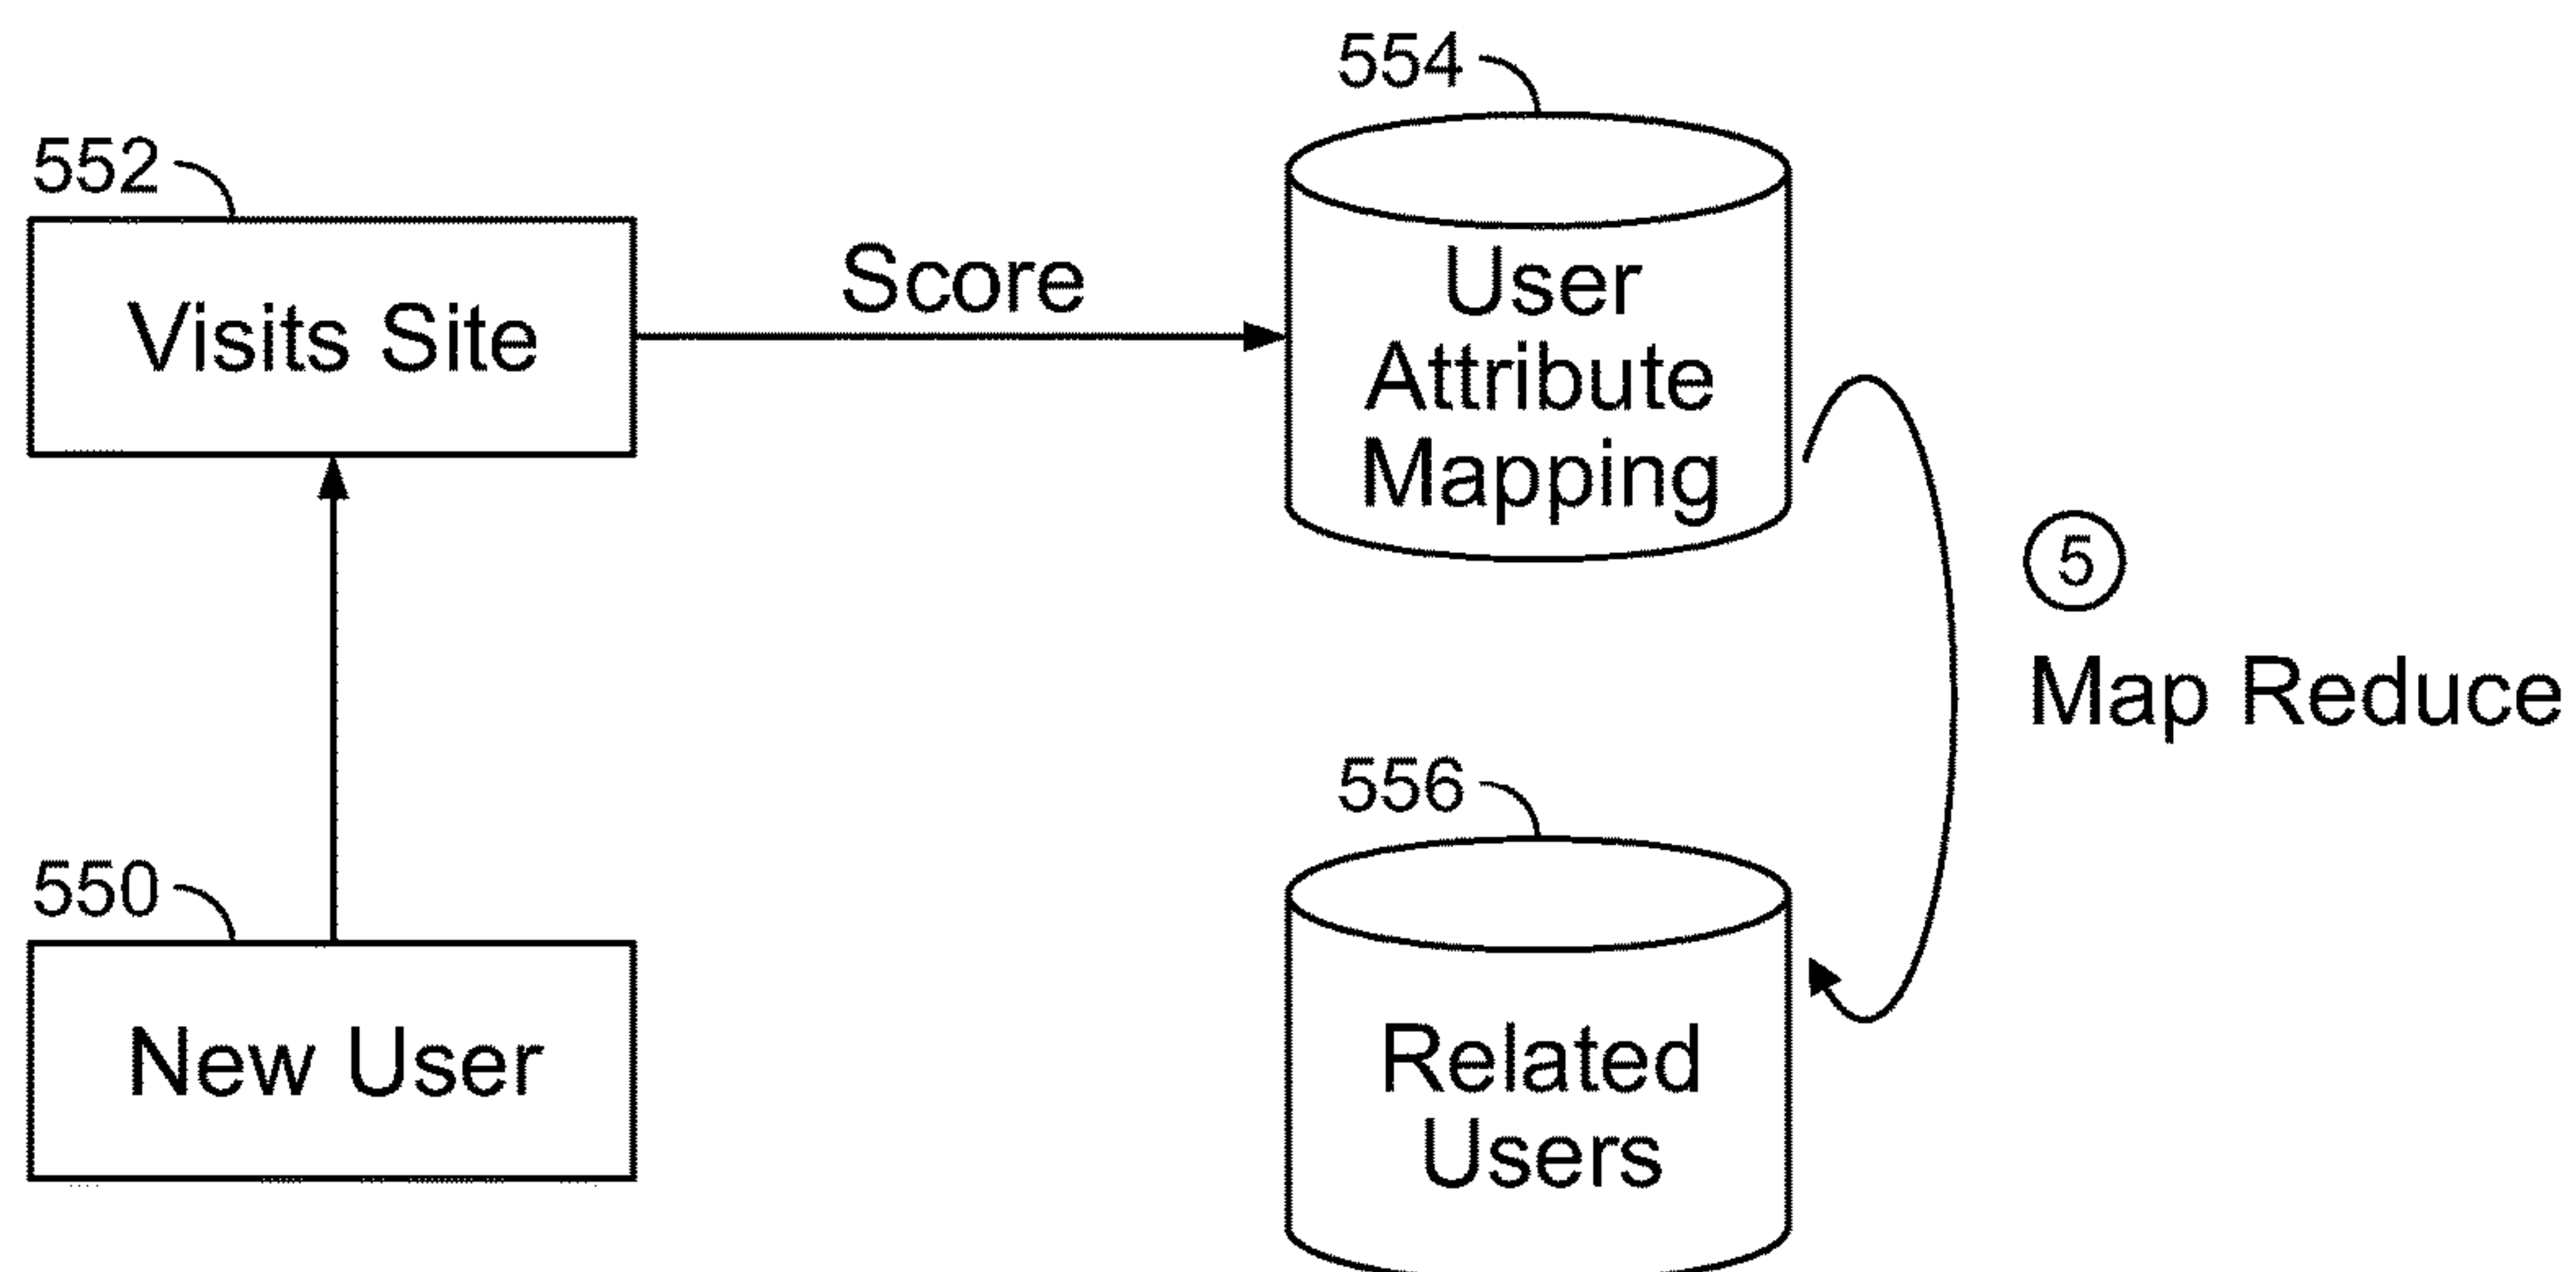 554
552
Visits Site
Score
User
Attribute
Mapping
5
Map Reduce
556
550
New User
Related
Users